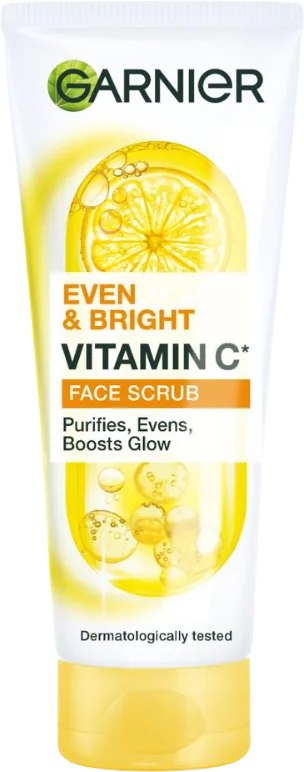 GARNIER
EVEN
& BRIGHT
VITAMIN C*
FACE SCRUB
Purifies, Evens,
Boosts Glow
Dermatologically tested